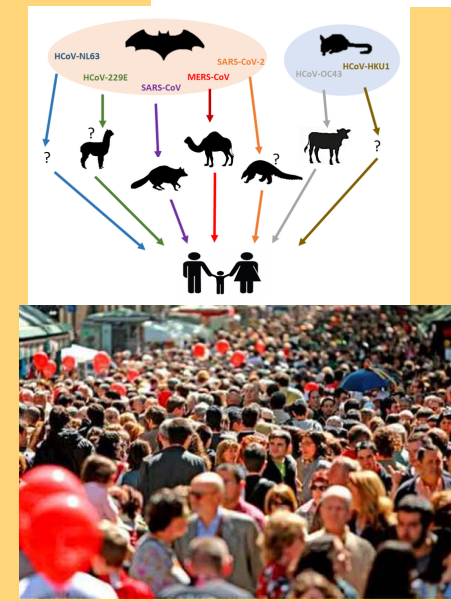 HCoV-NL63
SARS-CoV-2
HCoV-229E
MERS-CoV
SARS-CoV
HCoV-HKU1
HCoV-OC43
?
?
?
?